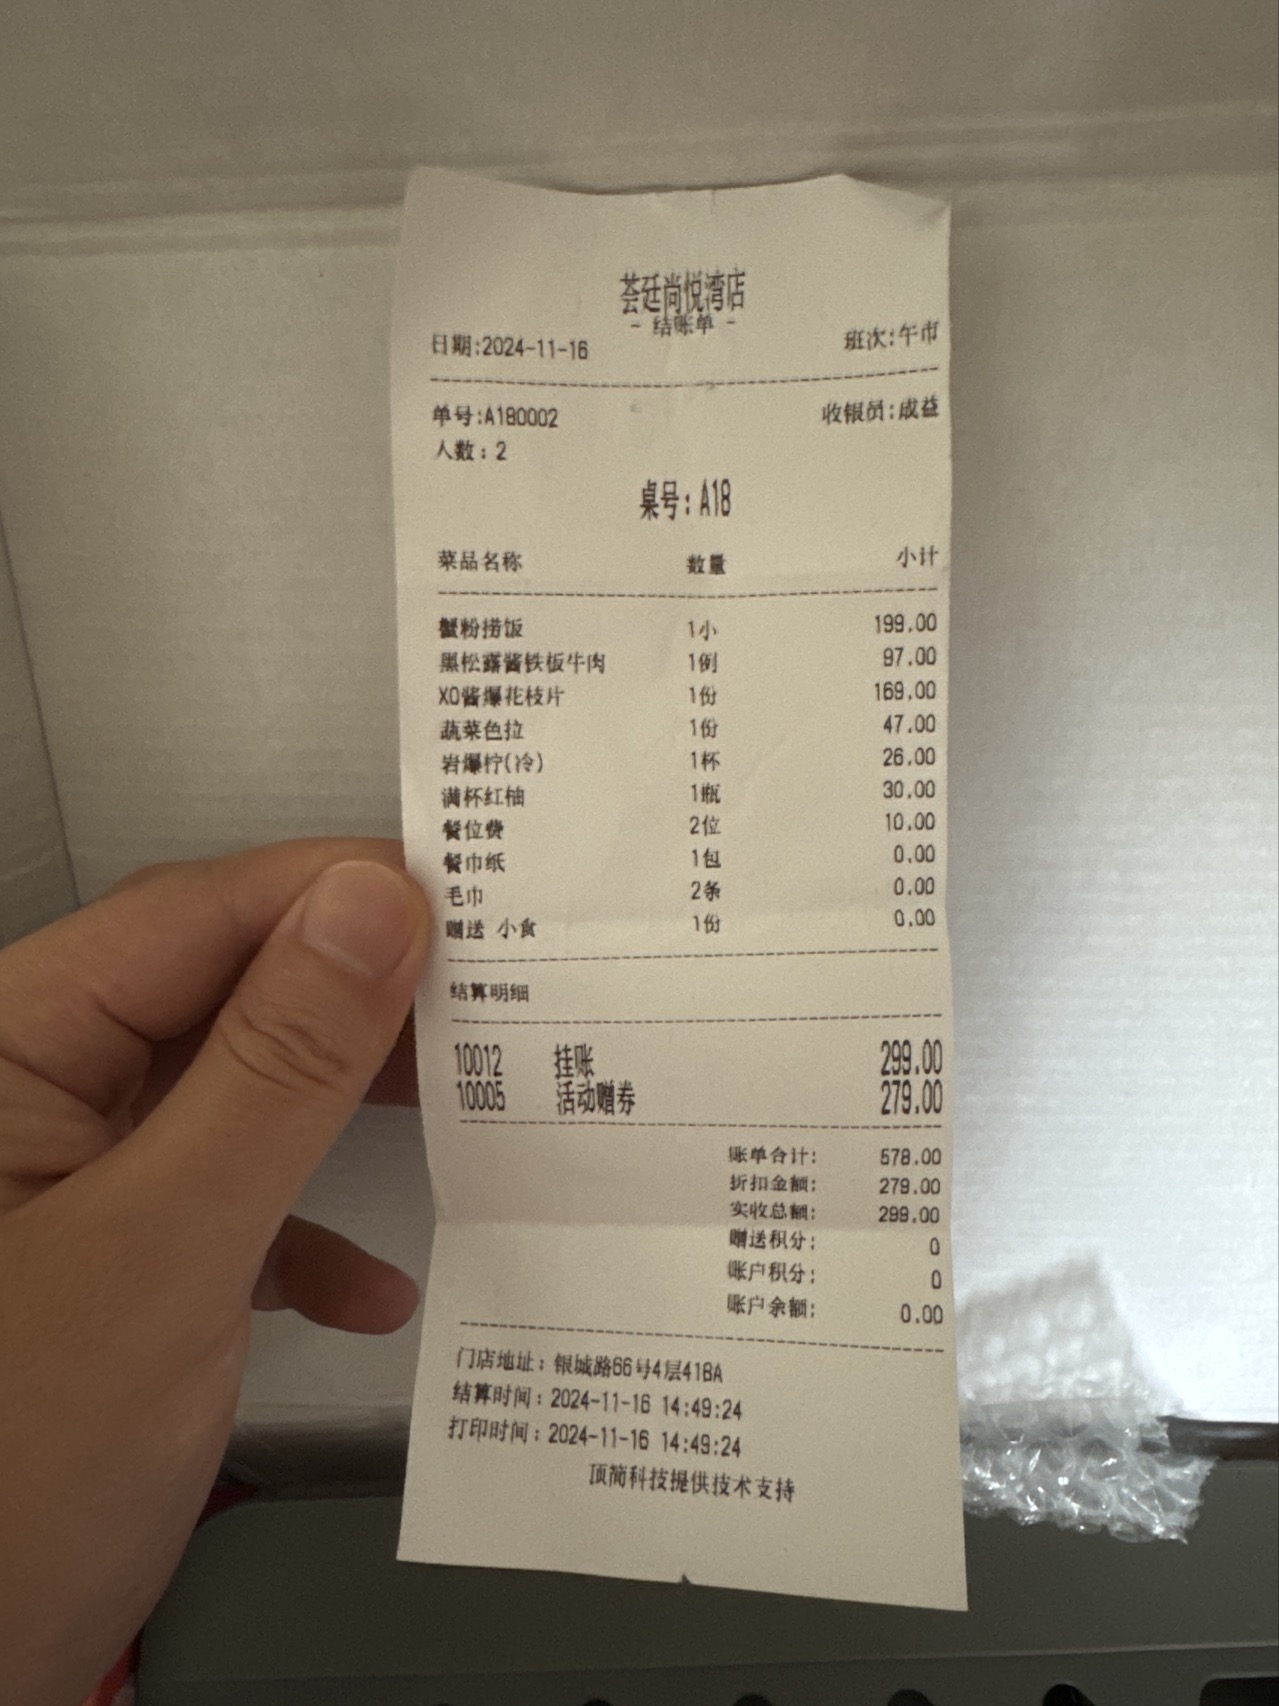 荟廷尚悦湾店
- 结账单 -
日期:2024-11-16 班次:午市
单号:A180002 收银员:成益
人数: 2
桌号: A18
菜品名称 数量 小计
蟹粉捞饭 1小 199.00
黑松露酱铁板牛肉 1例 97.00
XO酱爆花枝片 1份 169.00
蔬菜色拉 1份 47.00
岩爆柠(冷) 1杯 26.00
满杯红柚 1瓶 30.00
餐位费 2位 10.00
餐巾纸 1包 0.00
毛巾 2条 0.00
赠送 小食 1份 0.00
结算明细
10012 挂账 299.00
10005 活动赠券 279.00
账单合计: 578.00
折扣金额: 279.00
实收总额: 299.00
赠送积分: 0
账户积分: 0
账户余额: 0.00
门店地址: 银城路66号4层418A
结算时间: 2024-11-16 14:49:24
打印时间: 2024-11-16 14:49:24
顶简科技提供技术支持